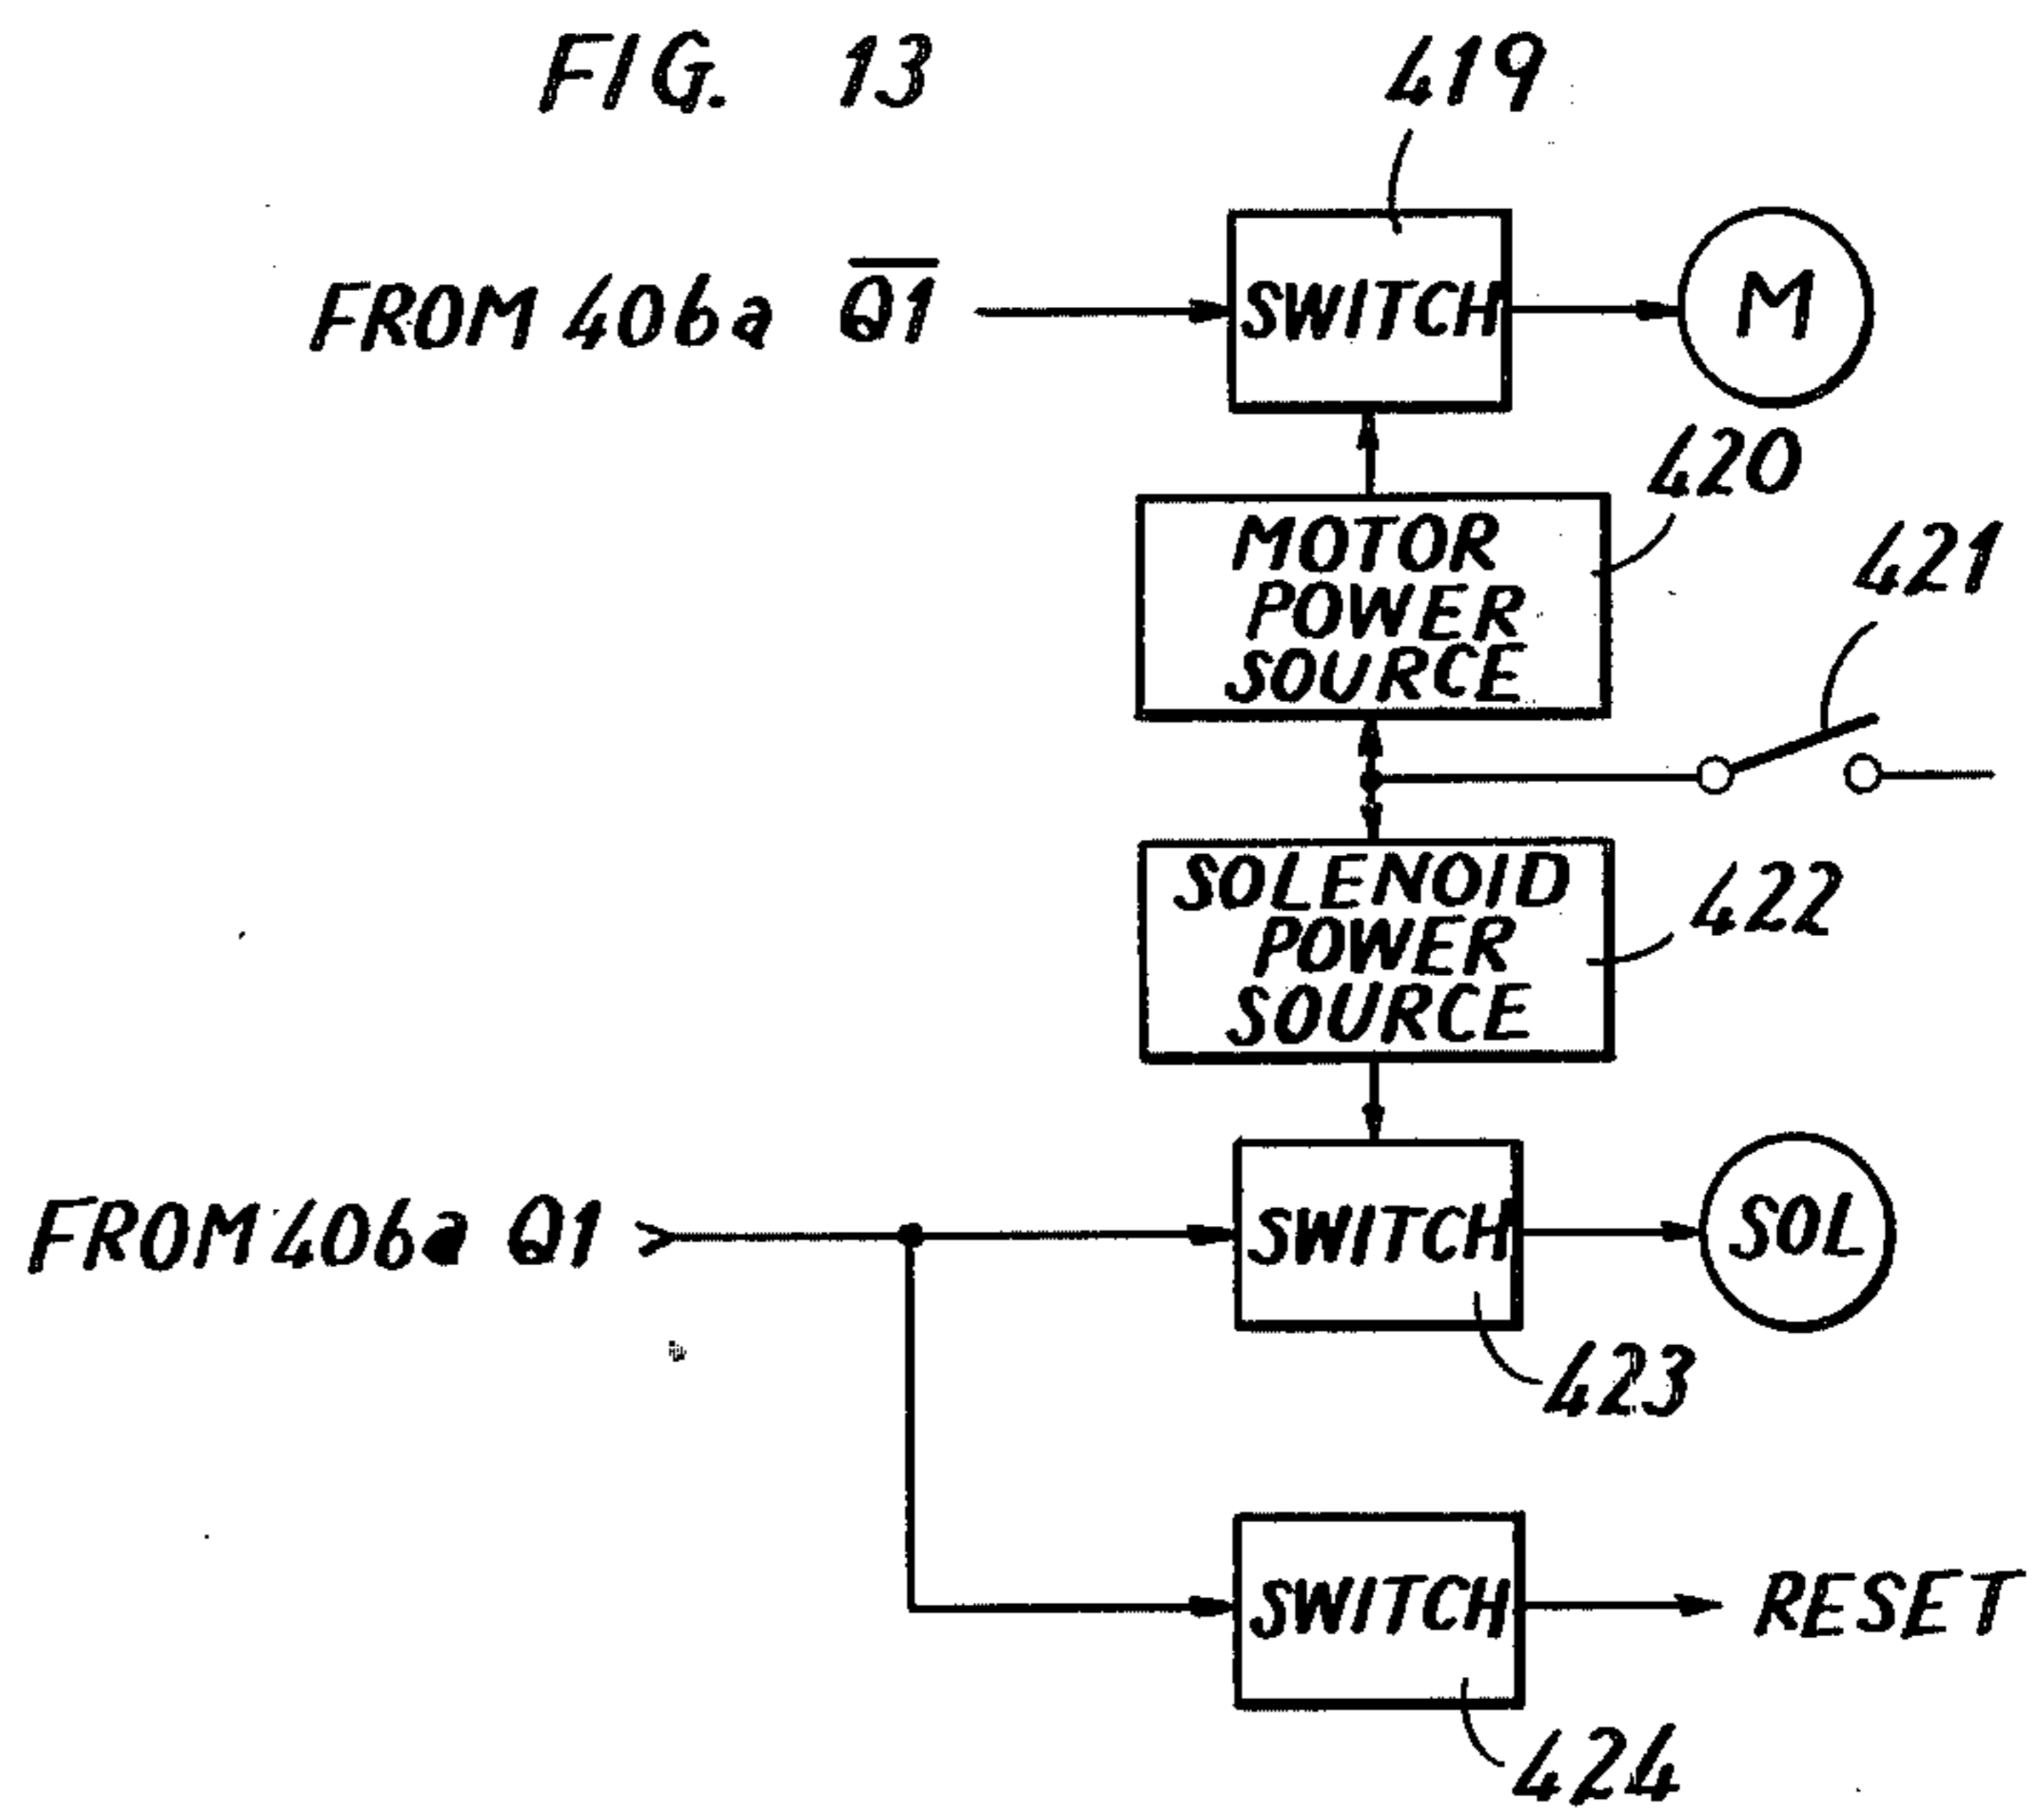 FIG. 13
419
FROM 406a Q̅1̅
SWITCH
M
420
MOTOR
POWER
SOURCE
421
SOLENOID
POWER
SOURCE
422
FROM 406a Q1
SWITCH
SOL
423
SWITCH
RESET
424